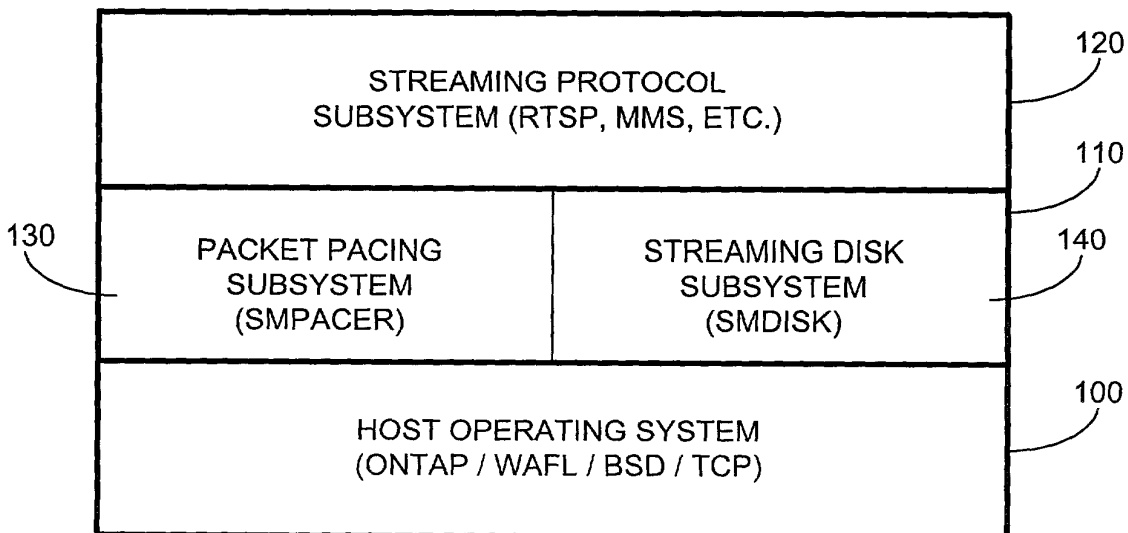 120
STREAMING PROTOCOL
SUBSYSTEM (RTSP, MMS, ETC.)
110
130
PACKET PACING
SUBSYSTEM
(SMPACER)
STREAMING DISK
SUBSYSTEM
(SMDISK)
140
100
HOST OPERATING SYSTEM
(ONTAP / WAFL / BSD / TCP)